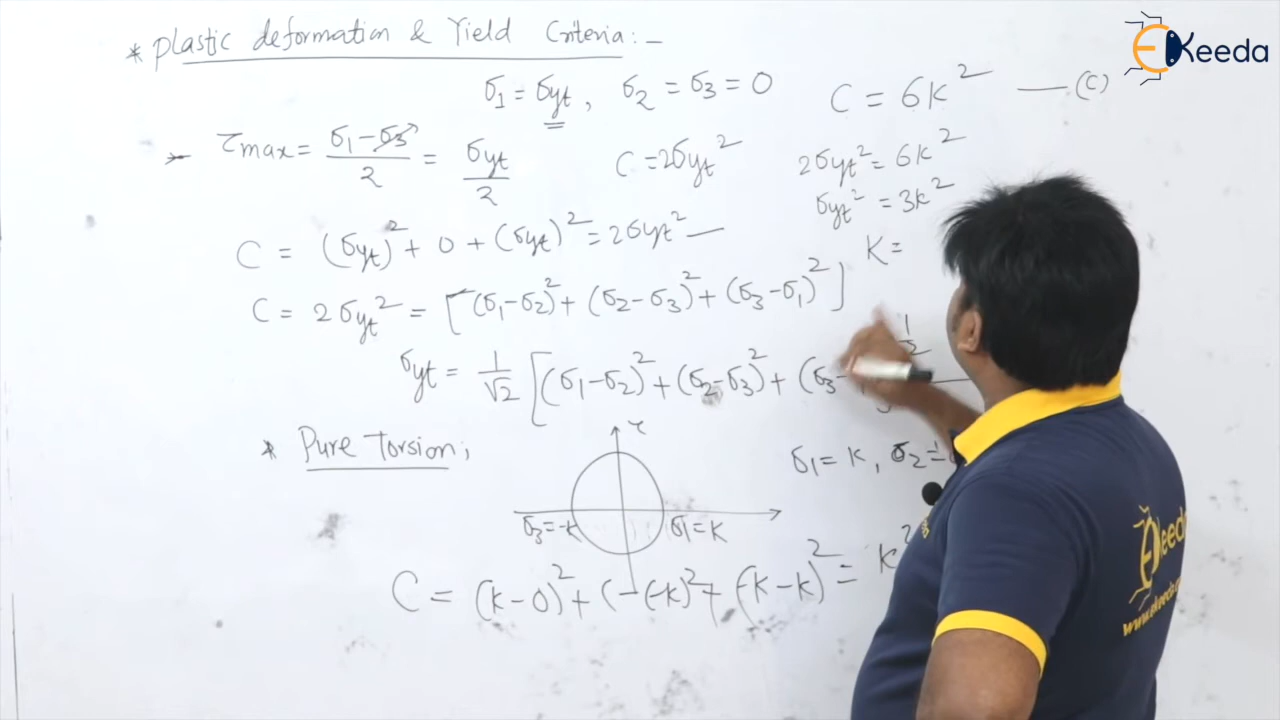 * Plastic deformation & Yield Criteria:-
σ1 = σyt, σ2 = σ3 = 0
τmax = (σ1-σ3)/2 = σyt/2
C = 2σyt²
C = (σyt)² + 0 + (σyt)² = 2σyt² —
C = 2σyt² = [(σ1-σ2)² + (σ2-σ3)² + (σ3-σ1)²]
σyt = 1/√2 [(σ1-σ2)² + (σ2-σ3)² + (σ3-
* Pure Torsion;
τ
σ3=-k
σ1=k
C = (k-0)² + (-(-k)² + (-k-k)² = k²
C = 6k² — (C)
2σyt² = 6k²
σyt² = 3k²
K =
σ1 = k, σ2 =
EKeeda
Keeda